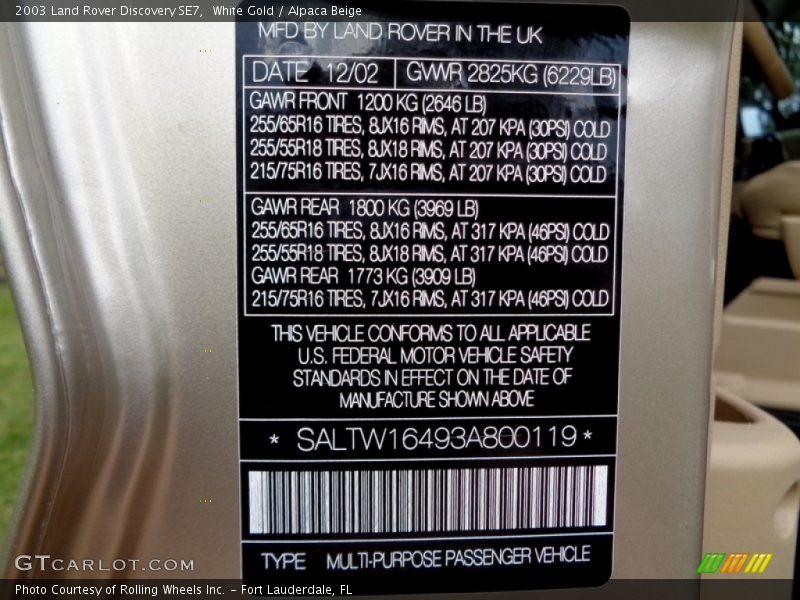 2003 Land Rover Discovery SE7, White Gold / Alpaca Beige
MFD BY LAND ROVER IN THE UK
DATE 12/02 GVWR 2825KG (6229LB)
GAWR FRONT 1200 KG (2646 LB)
255/65R16 TIRES, 8JX16 RIMS, AT 207 KPA (30PSI) COLD
255/55R18 TIRES, 8JX18 RIMS, AT 207 KPA (30PSI) COLD
215/75R16 TIRES, 7JX16 RIMS, AT 207 KPA (30PSI) COLD
GAWR REAR 1800 KG (3969 LB)
255/65R16 TIRES, 8JX16 RIMS, AT 317 KPA (46PSI) COLD
255/55R18 TIRES, 8JX18 RIMS, AT 317 KPA (46PSI) COLD
GAWR REAR 1773 KG (3909 LB)
215/75R16 TIRES, 7JX16 RIMS, AT 317 KPA (46PSI) COLD
THIS VEHICLE CONFORMS TO ALL APPLICABLE
U.S. FEDERAL MOTOR VEHICLE SAFETY
STANDARDS IN EFFECT ON THE DATE OF
MANUFACTURE SHOWN ABOVE
* SALTW16493A800119 *
TYPE MULTI-PURPOSE PASSENGER VEHICLE
GTCARLOT.COM
Photo Courtesy of Rolling Wheels Inc. – Fort Lauderdale, FL